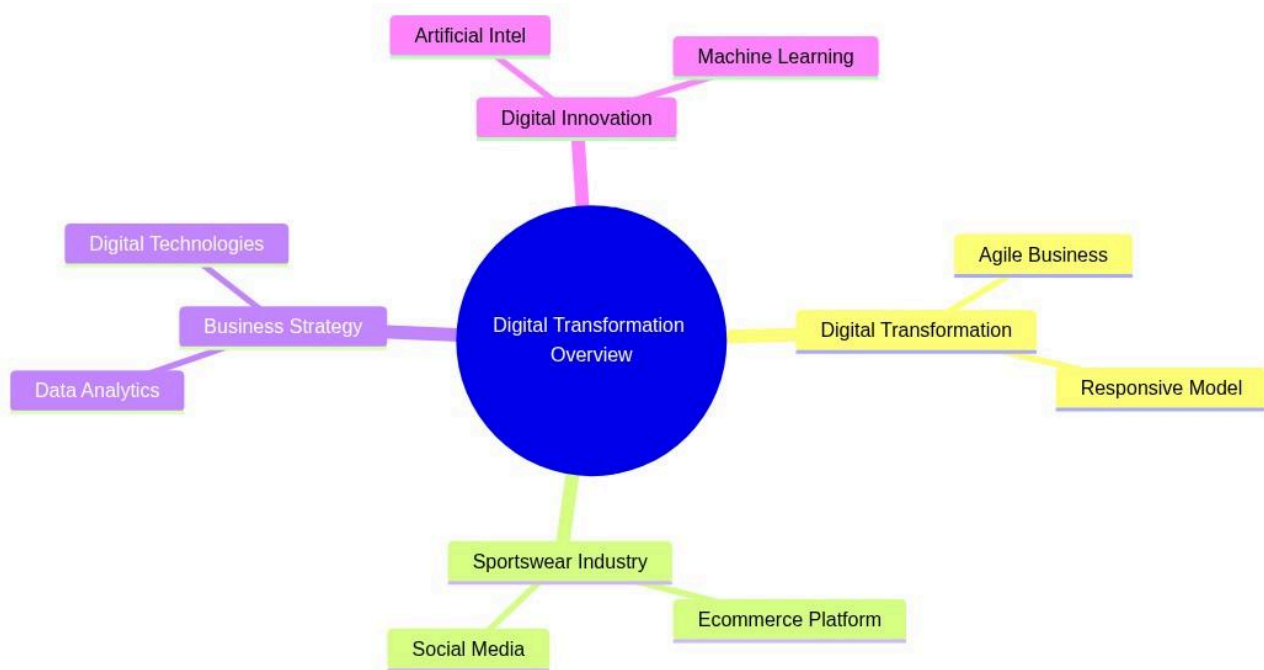 Artificial Intel
Machine Learning
Digital Innovation
Digital Technologies
Business Strategy
Data Analytics
Digital Transformation
Overview
Agile Business
Digital Transformation
Responsive Model
Sportswear Industry
Ecommerce Platform
Social Media